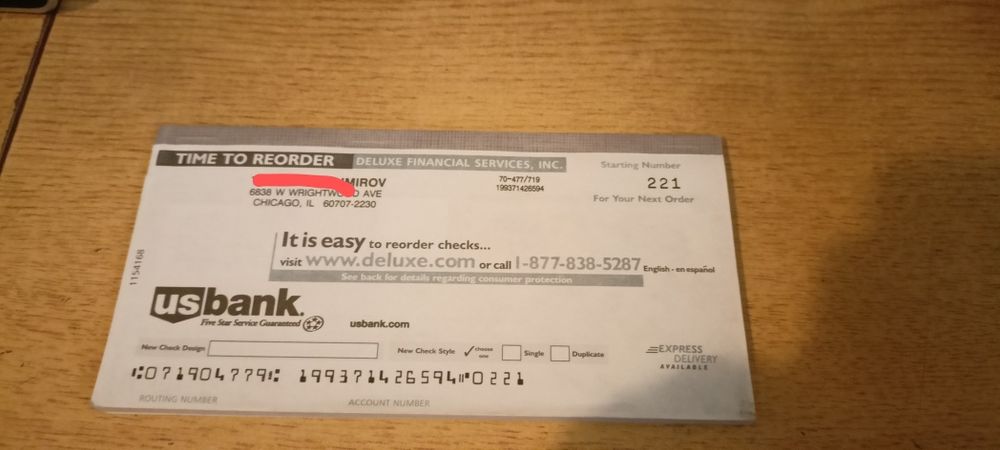 TIME TO REORDER DELUXE FINANCIAL SERVICES, INC.
MIROV
6838 W WRIGHTWOOD AVE
CHICAGO, IL 60707-2230
70-477/719
199371426594
Starting Number
221
For Your Next Order
1154168
It is easy to reorder checks...
visit www.deluxe.com or call 1-877-838-5287 English - en español
See back for details regarding consumer protection
usbank.
Five Star Service Guaranteed
usbank.com
New Check Design
New Check Style ✓ choose one Single Duplicate
EXPRESS
DELIVERY
AVAILABLE
⑆071904779⑆ 199371426594⑈0221
ROUTING NUMBER ACCOUNT NUMBER